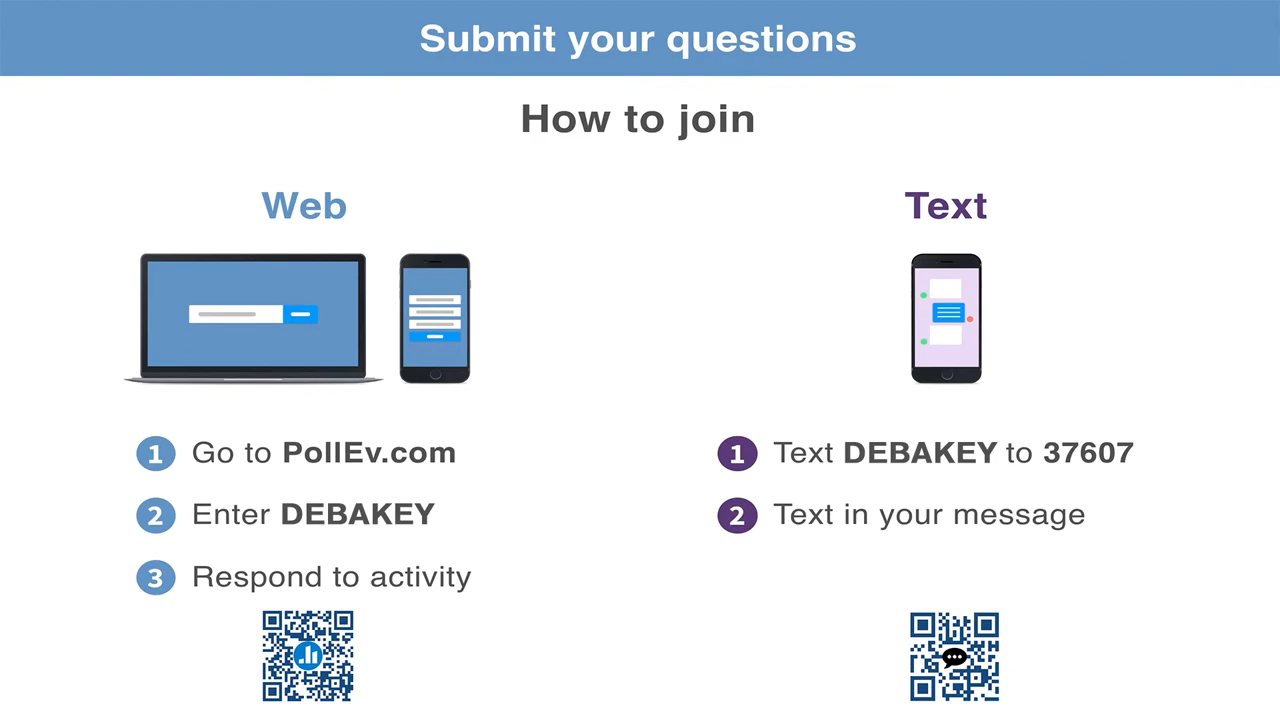 Submit your questions
How to join
Web
1 Go to PollEv.com
2 Enter DEBAKEY
3 Respond to activity
Text
1 Text DEBAKEY to 37607
2 Text in your message